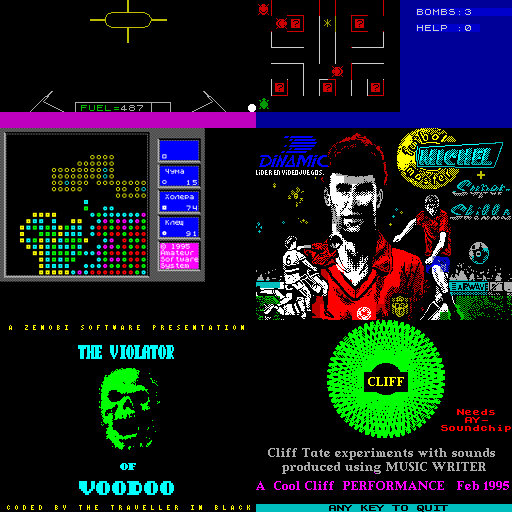 FUEL=487
BOMBS:3
HELP :0
Чума
15
Холера
74
Клещ
91
© 1995
Amateur
Software
System
DINAMIC
LIDER EN VIDEOJUEGOS.
futbol
MICHEL
master
+
Super-
Skills
A ZENOBI SOFTWARE PRESENTATION
THE VIOLATOR
OF
VOODOO
CODED BY THE TRAVELLER IN BLACK
CLIFF
Needs
AY-
Soundchip
Cliff Tate experiments with sounds
produced using MUSIC WRITER
A Cool Cliff PERFORMANCE Feb 1995
ANY KEY TO QUIT